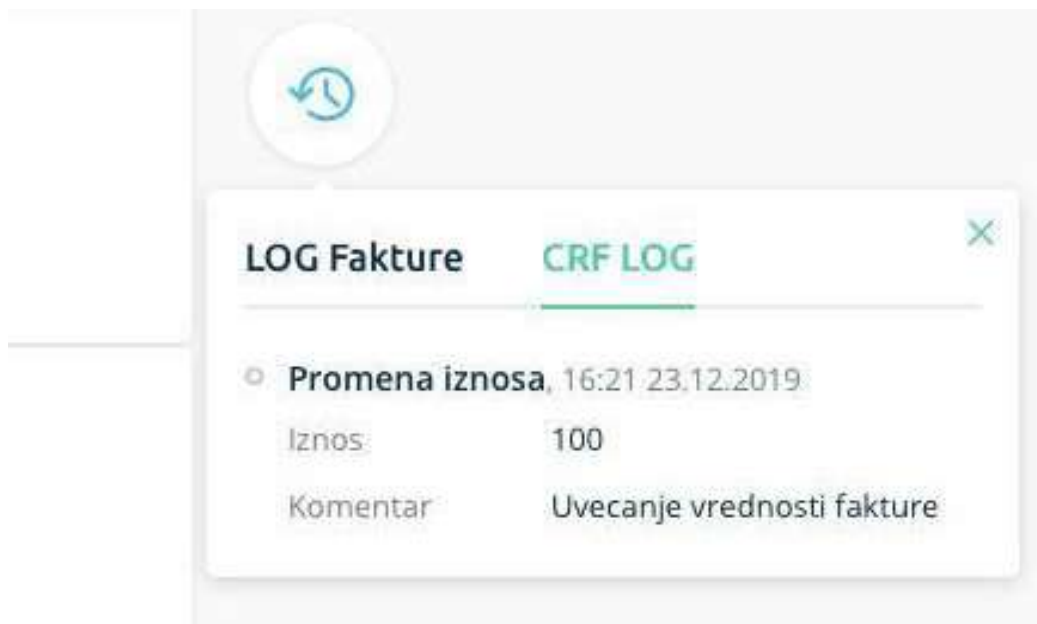 LOG Fakture CRF LOG
Promena iznosa, 16:21 23.12.2019
Iznos 100
Komentar Uvecanje vrednosti fakture